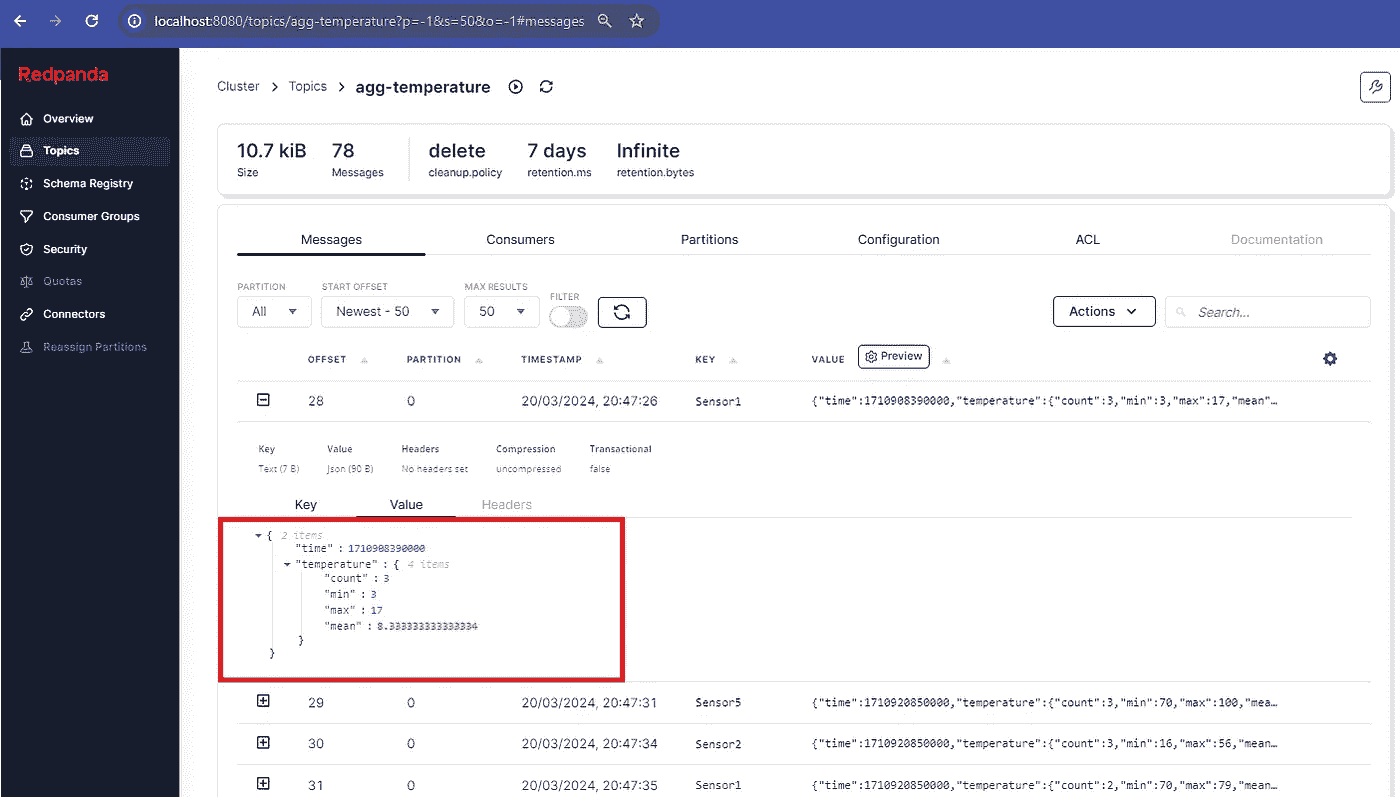 localhost:8080/topics/agg-temperature?p=-1&s=50&o=-1#messages
Redpanda
Overview
Topics
Schema Registry
Consumer Groups
Security
Quotas
Connectors
Reassign Partitions
Cluster > Topics > agg-temperature
10.7 kiB 78 delete 7 days Infinite
Size Messages cleanup.policy retention.ms retention.bytes
Messages Consumers Partitions Configuration ACL Documentation
PARTITION START OFFSET MAX RESULTS FILTER
All Newest - 50 50 Actions Search...
OFFSET PARTITION TIMESTAMP KEY VALUE Preview
28 0 20/03/2024, 20:47:26 Sensor1 {"time":1710908390000,"temperature":{"count":3,"min":3,"max":17,"mean"…
Key Value Headers Compression Transactional
Text (7 B) Json (90 B) No headers set uncompressed false
Key Value Headers
{ 2 items
"time" : 1710908390000
"temperature" : { 4 items
"count" : 3
"min" : 3
"max" : 17
"mean" : 8.333333333333334
}
}
29 0 20/03/2024, 20:47:31 Sensor5 {"time":1710920850000,"temperature":{"count":3,"min":70,"max":100,"mea…
30 0 20/03/2024, 20:47:34 Sensor2 {"time":1710920850000,"temperature":{"count":3,"min":16,"max":56,"mean…
31 0 20/03/2024, 20:47:35 Sensor1 {"time":1710920850000,"temperature":{"count":2,"min":70,"max":79,"mean…